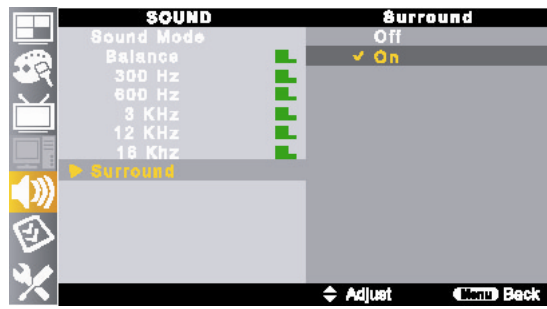 SOUND Surround
Sound Mode Off
Balance ✓ On
300 Hz
600 Hz
3 KHz
12 KHz
16 Khz
Surround
Adjust Menu Back